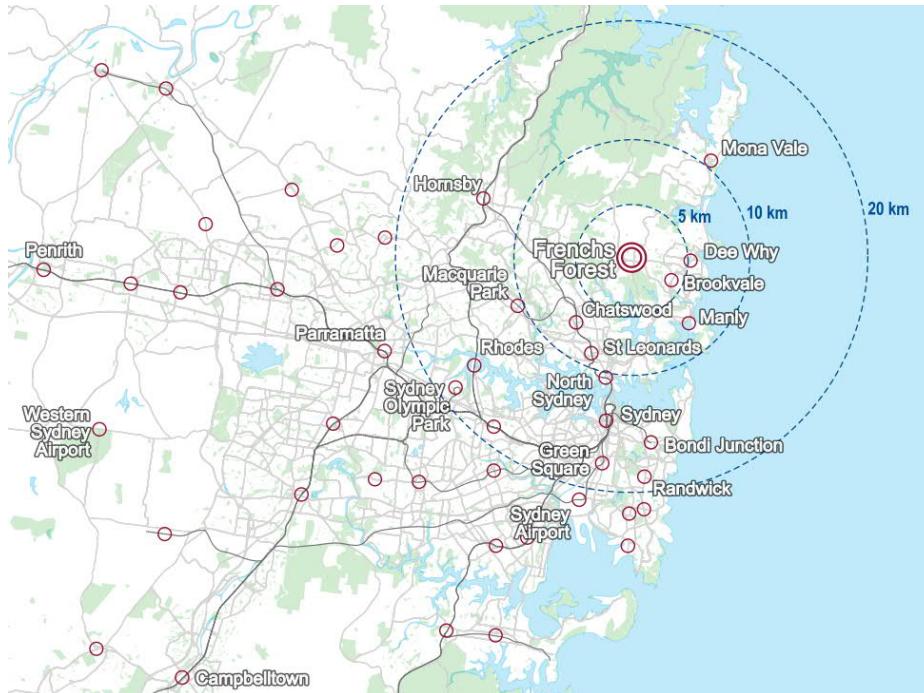 Mona Vale
Hornsby
5 km
10 km
20 km
Frenchs
Forest
Dee Why
Penrith
Macquarie
Park
Brookvale
Chatswood
Manly
Parramatta
Rhodes
St Leonards
Sydney
Olympic
Park
North
Sydney
Western
Sydney
Airport
Sydney
Green
Square
Bondi Junction
Randwick
Sydney
Airport
Campbelltown